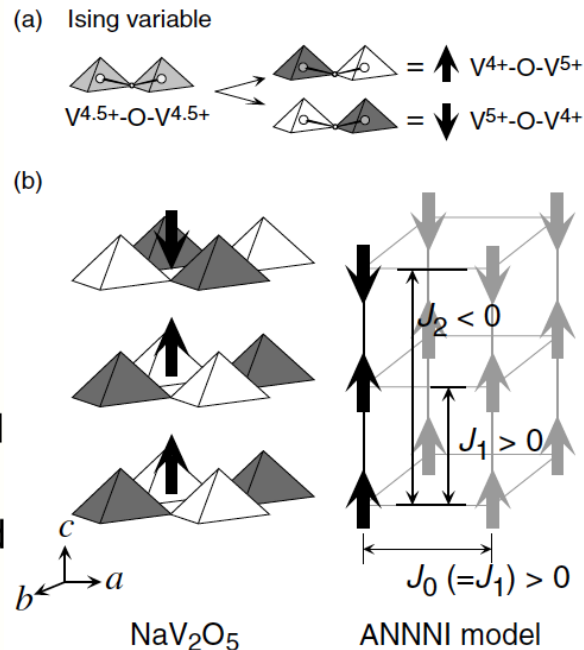 (a) Ising variable
V4.5+-O-V4.5+
= V4+-O-V5+
= V5+-O-V4+
(b)
J2 < 0
J1 > 0
J0 (=J1) > 0
c
a
b
NaV2O5
ANNNI model